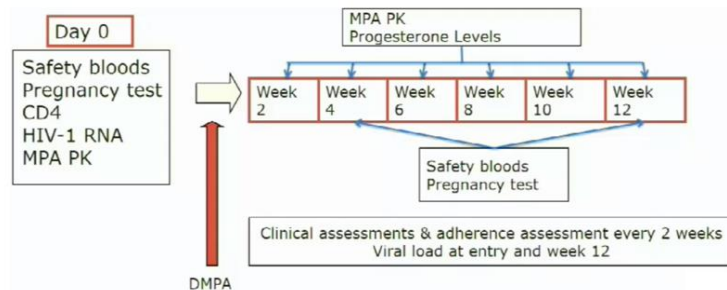 Day 0
Safety bloods
Pregnancy test
CD4
HIV-1 RNA
MPA PK
MPA PK
Progesterone Levels
Week 2
Week 4
Week 6
Week 8
Week 10
Week 12
Safety bloods
Pregnancy test
Clinical assessments & adherence assessment every 2 weeks
Viral load at entry and week 12
DMPA